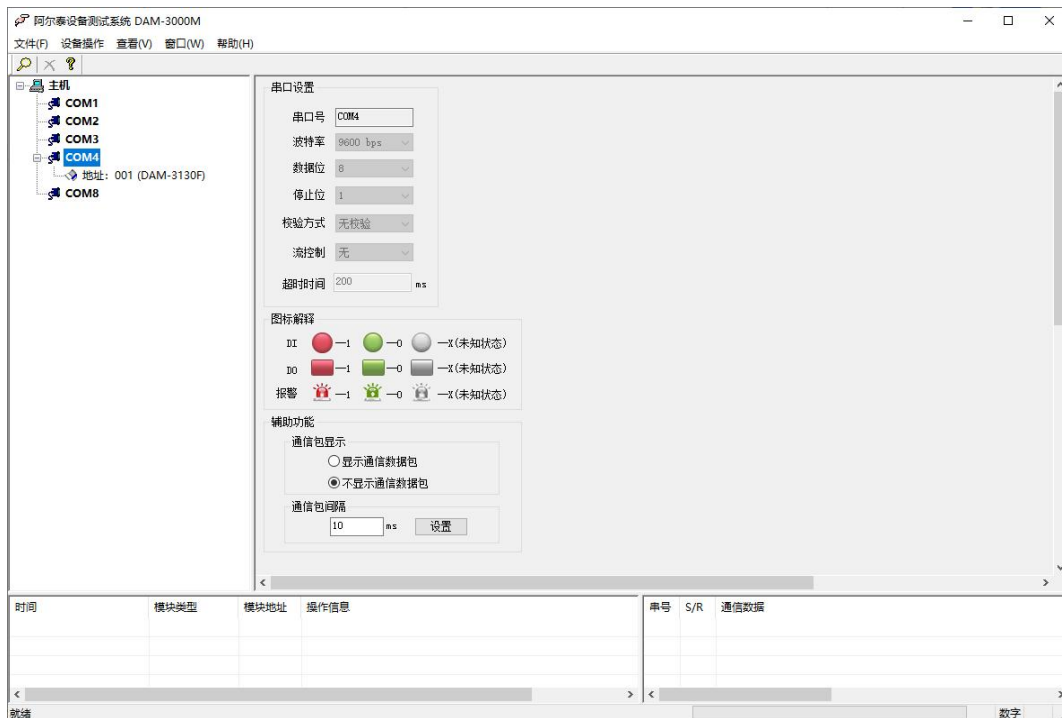 阿尔泰设备测试系统 DAM-3000M
文件(F) 设备操作 查看(V) 窗口(W) 帮助(H)
主机
COM1
COM2
COM3
COM4
地址：001 (DAM-3130F)
COM8
串口设置
串口号 COM4
波特率 9600 bps
数据位 8
停止位 1
校验方式 无校验
流控制 无
超时时间 200 ms
图标解释
DI —1 —0 —X(未知状态)
DO —1 —0 —X(未知状态)
报警 —1 —0 —X(未知状态)
辅助功能
通信包显示
显示通信数据包
不显示通信数据包
通信包间隔
10 ms 设置
时间 模块类型 模块地址 操作信息
串号 S/R 通信数据
就绪 数字